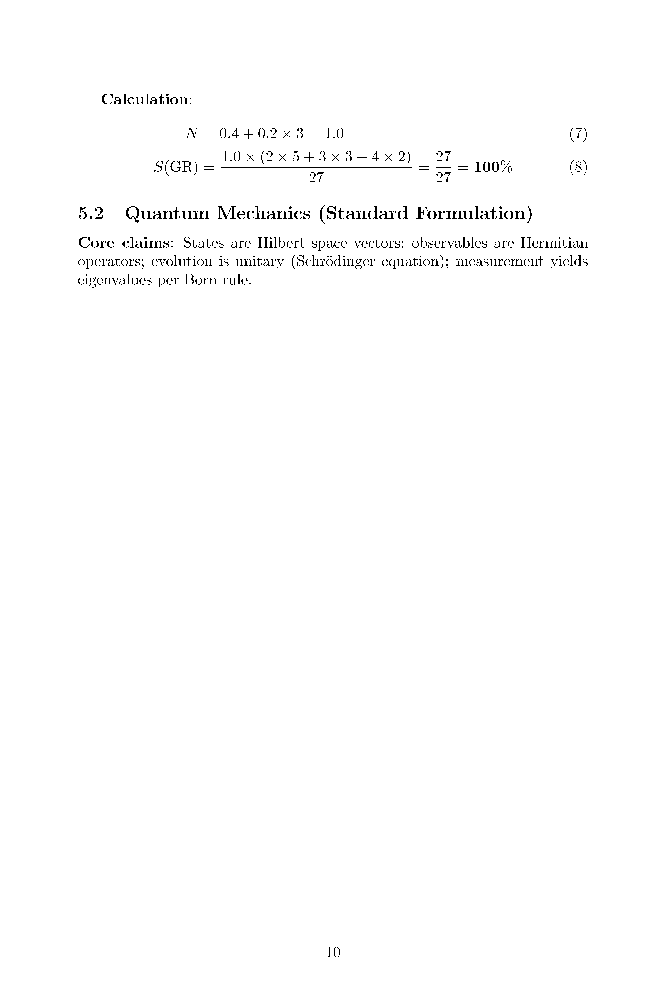 Calculation:
N = 0.4 + 0.2 × 3 = 1.0 (7)
S(GR) = \frac{1.0 × (2 × 5 + 3 × 3 + 4 × 2)}{27} = \frac{27}{27} = 100% (8)
5.2 Quantum Mechanics (Standard Formulation)
Core claims: States are Hilbert space vectors; observables are Hermitian
operators; evolution is unitary (Schrödinger equation); measurement yields
eigenvalues per Born rule.
10